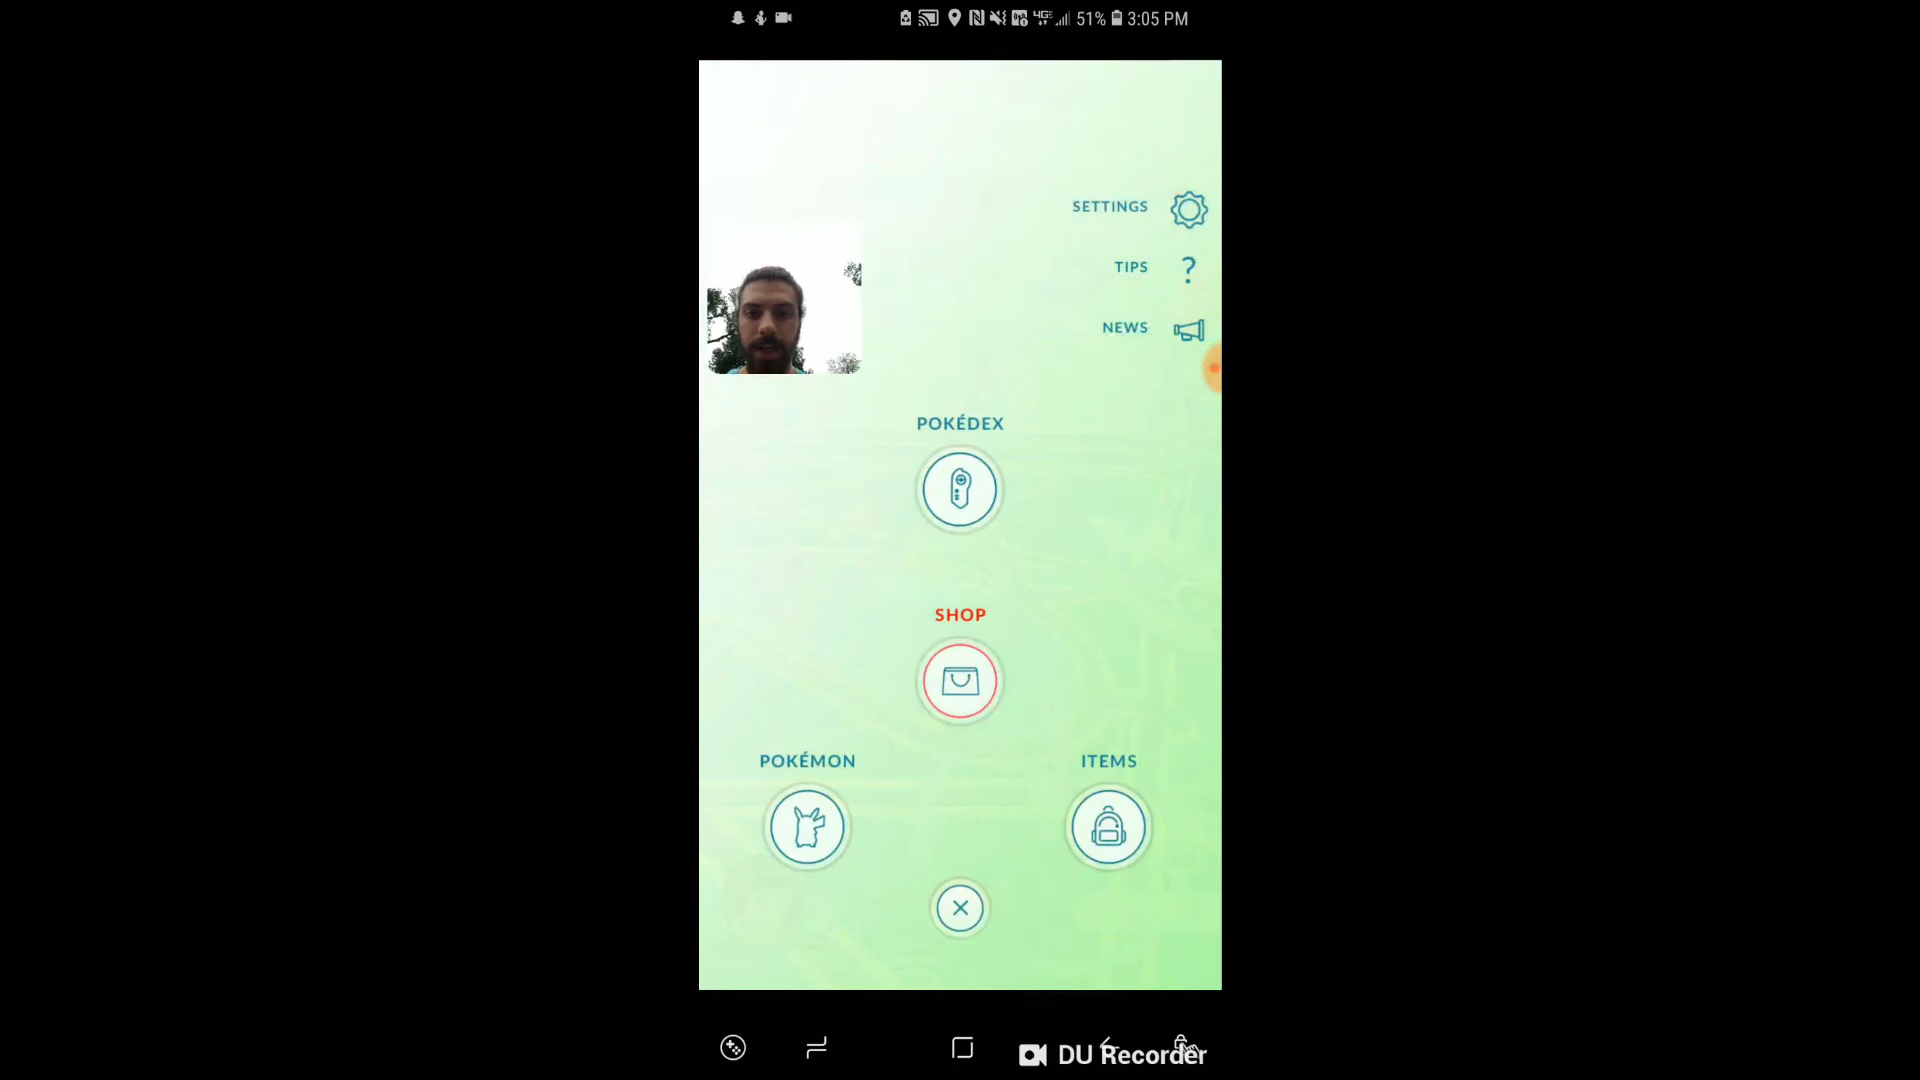 51% 3:05 PM
SETTINGS
TIPS
?
NEWS
POKÉDEX
SHOP
POKÉMON
ITEMS
DU Recorder